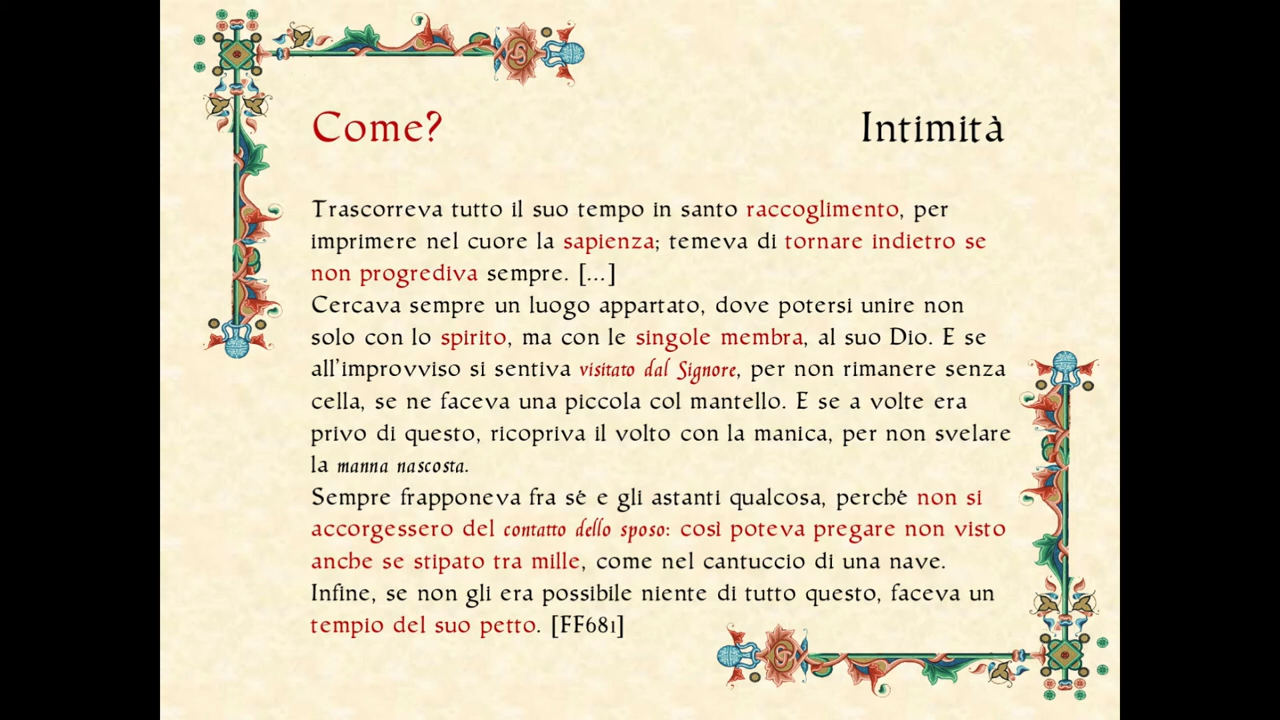 Come?
Intimità
Trascorreva tutto il suo tempo in santo raccoglimento, per
imprimere nel cuore la sapienza; temeva di tornare indietro se
non progrediva sempre. [...]
Cercava sempre un luogo appartato, dove potersi unire non
solo con lo spirito, ma con le singole membra, al suo Dio. E se
all'improvviso si sentiva visitato dal Signore, per non rimanere senza
cella, se ne faceva una piccola col mantello. E se a volte era
privo di questo, ricopriva il volto con la manica, per non svelare
la manna nascosta.
Sempre frapponeva fra sé e gli astanti qualcosa, perché non si
accorgessero del contatto dello sposo: così poteva pregare non visto
anche se stipato tra mille, come nel cantuccio di una nave.
Infine, se non gli era possibile niente di tutto questo, faceva un
tempio del suo petto. [FF681]